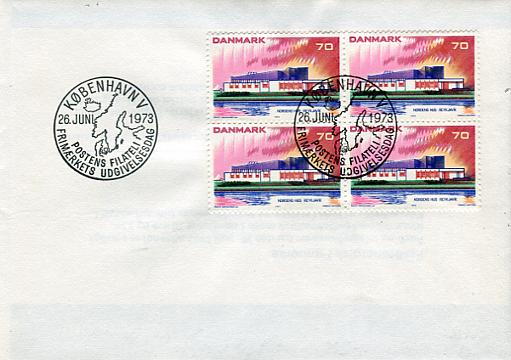 KØBENHAVN V
26.JUNI 1973
POSTENS FILATELI
FRIMÆRKETS UDGIVELSESDAG
DANMARK 70
NORDENS HUS REYKJAVIK
DANMARK 70
NORDENS HUS REYKJAVIK
KØBENHAVN V
26.JUNI 1973
POSTENS FILATELI
FRIMÆRKETS UDGIVELSESDAG
DANMARK 70
NORDENS HUS REYKJAVIK
DANMARK 70
NORDENS HUS REYKJAVIK